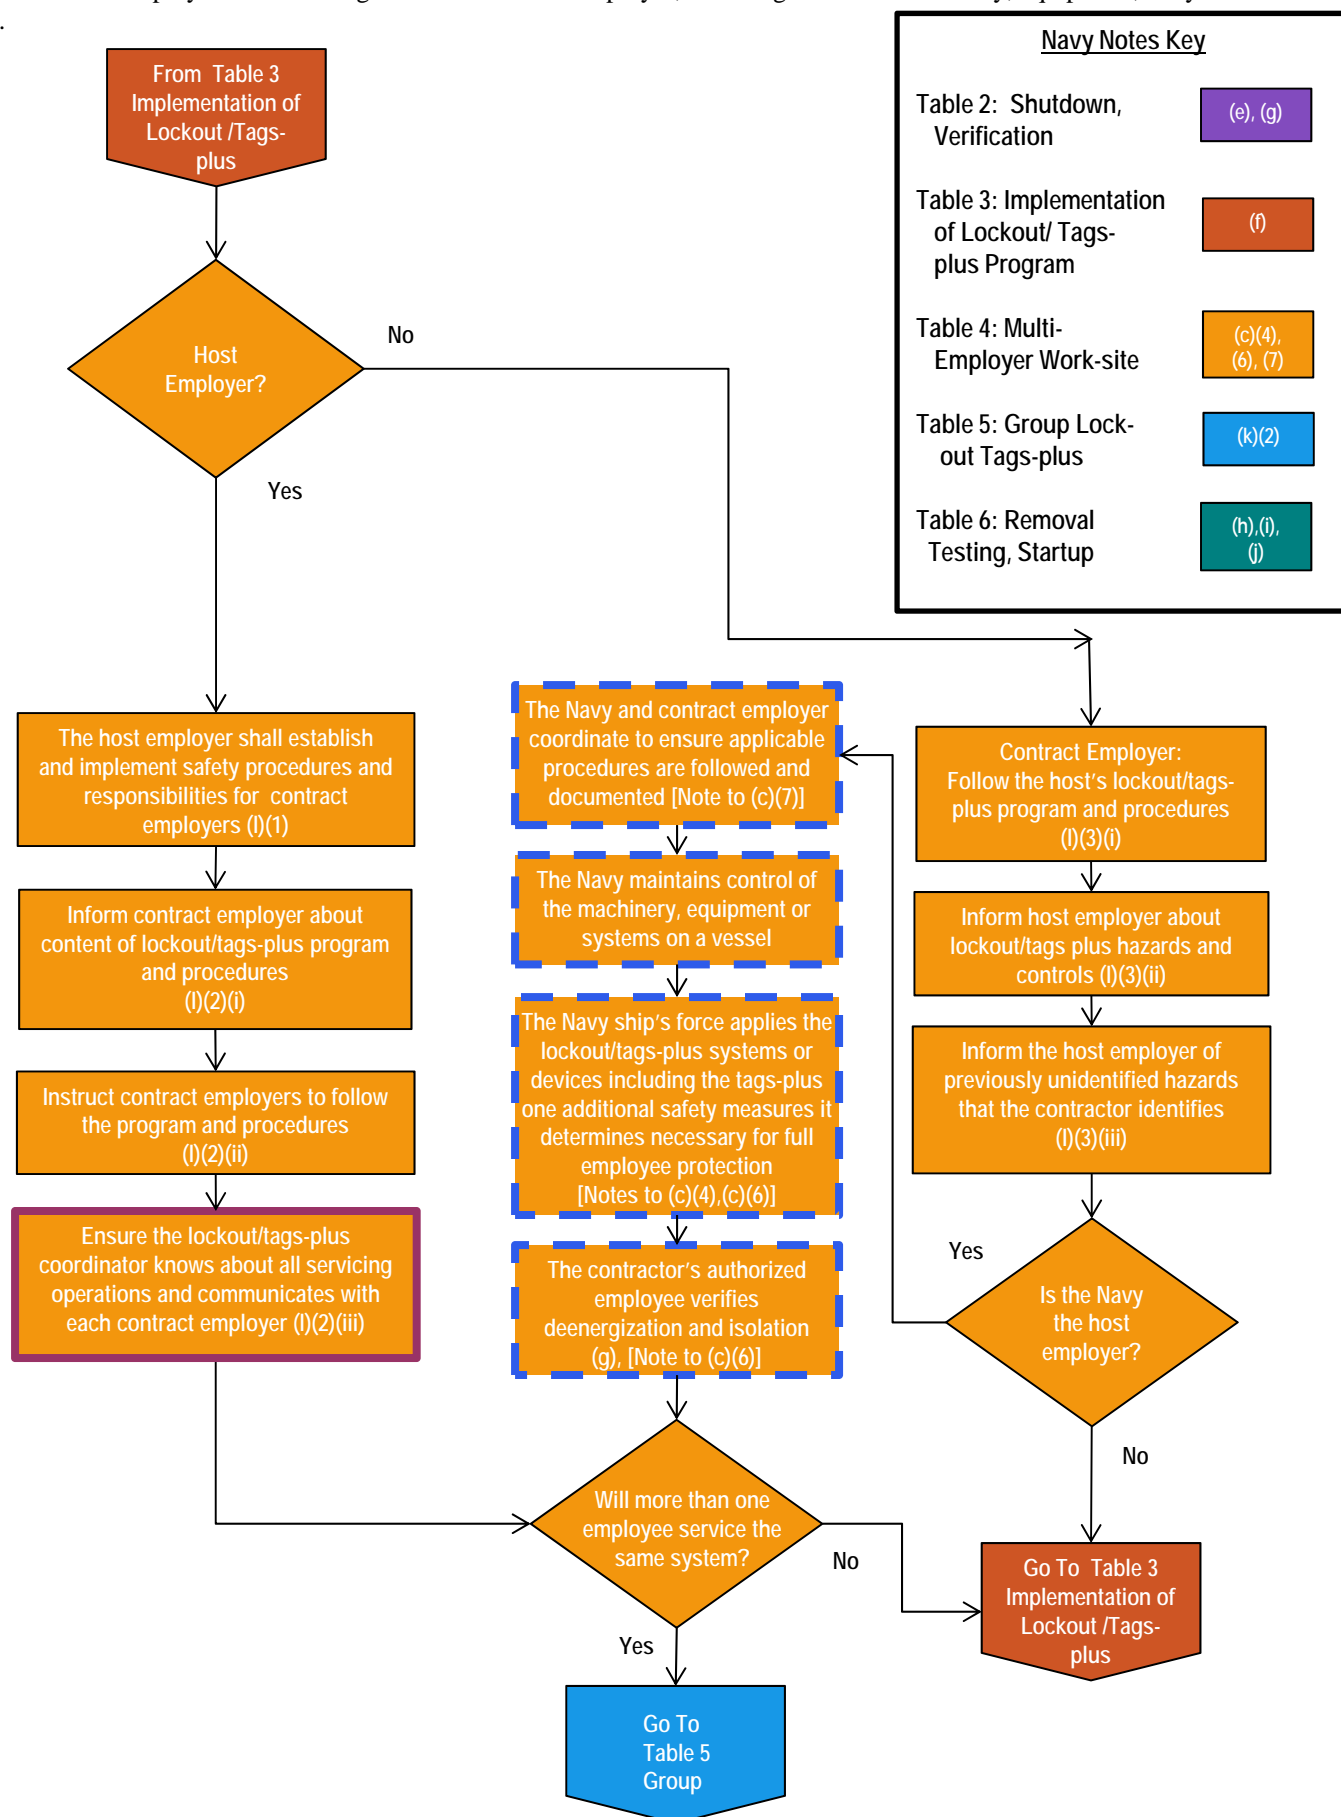 .
From Table 3
Implementation of
Lockout /Tags-
plus
Navy Notes Key
Table 2: Shutdown,
Verification
(e), (g)
Table 3: Implementation
of Lockout/ Tags-
plus Program
(f)
Table 4: Multi-
Employer Work-site
(c)(4),
(6), (7)
Table 5: Group Lock-
out Tags-plus
(k)(2)
Table 6: Removal
Testing, Startup
(h),(i),
(j)
Host
Employer?
No
Yes
The host employer shall establish
and implement safety procedures and
responsibilities for contract
employers (l)(1)
Inform contract employer about
content of lockout/tags-plus program
and procedures
(l)(2)(i)
Instruct contract employers to follow
the program and procedures
(l)(2)(ii)
Ensure the lockout/tags-plus
coordinator knows about all servicing
operations and communicates with
each contract employer (l)(2)(iii)
The Navy and contract employer
coordinate to ensure applicable
procedures are followed and
documented [Note to (c)(7)]
The Navy maintains control of
the machinery, equipment or
systems on a vessel
The Navy ship's force applies the
lockout/tags-plus systems or
devices including the tags-plus
one additional safety measures it
determines necessary for full
employee protection
[Notes to (c)(4),(c)(6)]
The contractor's authorized
employee verifies
deenergization and isolation
(g), [Note to (c)(6)]
Contract Employer:
Follow the host's lockout/tags-
plus program and procedures
(l)(3)(i)
Inform host employer about
lockout/tags plus hazards and
controls (l)(3)(ii)
Inform the host employer of
previously unidentified hazards
that the contractor identifies
(l)(3)(iii)
Yes
Is the Navy
the host
employer?
No
Will more than one
employee service the
same system?
No
Yes
Go To Table 3
Implementation of
Lockout /Tags-
plus
Go To
Table 5
Group